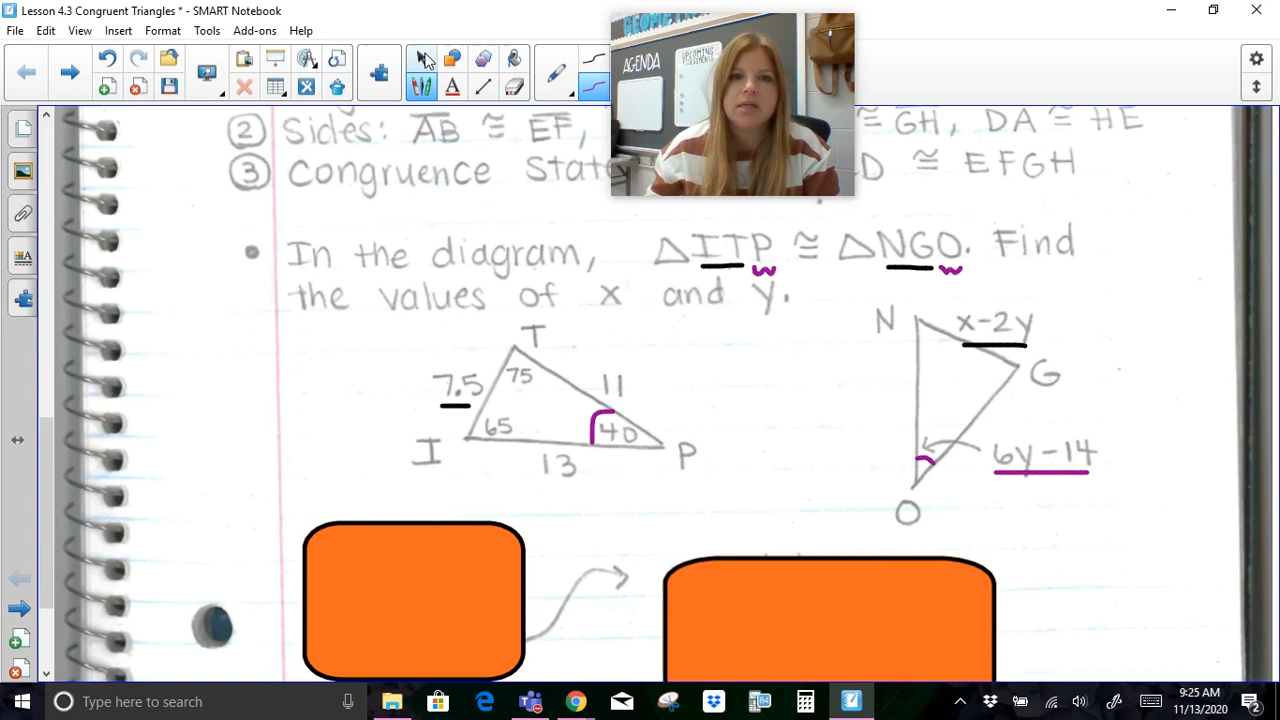 Lesson 4.3 Congruent Triangles * - SMART Notebook
File Edit View Insert Format Tools Add-ons Help
GEOMETRY
AGENDA
UPCOMING
② Sides: AB ≅ EF, ≅ GH, DA ≅ HE
③ Congruence State D ≅ EFGH
• In the diagram, △ITP ≅ △NGO. Find
the values of x and y.
T
N
x-2y
7.5
75
11
G
65
40
6y-14
I
13
P
O
Type here to search
9:25 AM
11/13/2020
2